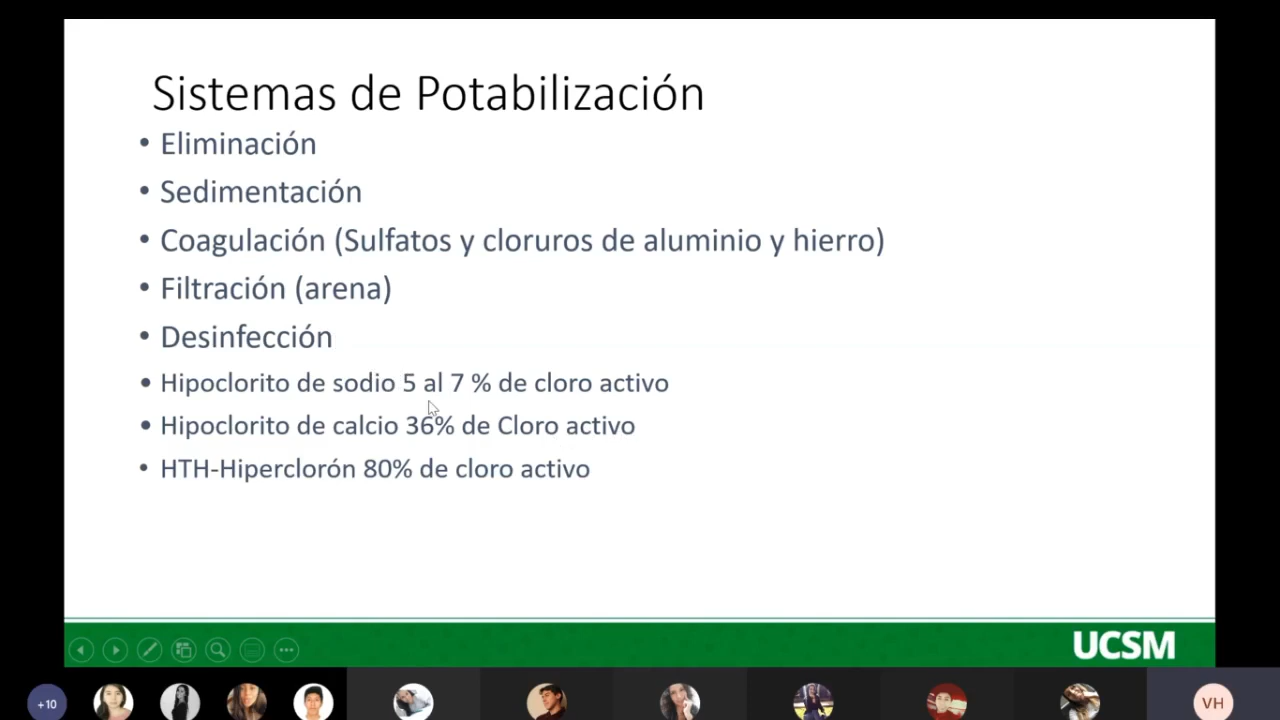 Sistemas de Potabilización
• Eliminación
• Sedimentación
• Coagulación (Sulfatos y cloruros de aluminio y hierro)
• Filtración (arena)
• Desinfección
• Hipoclorito de sodio 5 al 7 % de cloro activo
• Hipoclorito de calcio 36% de Cloro activo
• HTH-Hiperclorón 80% de cloro activo
UCSM
+10
VH